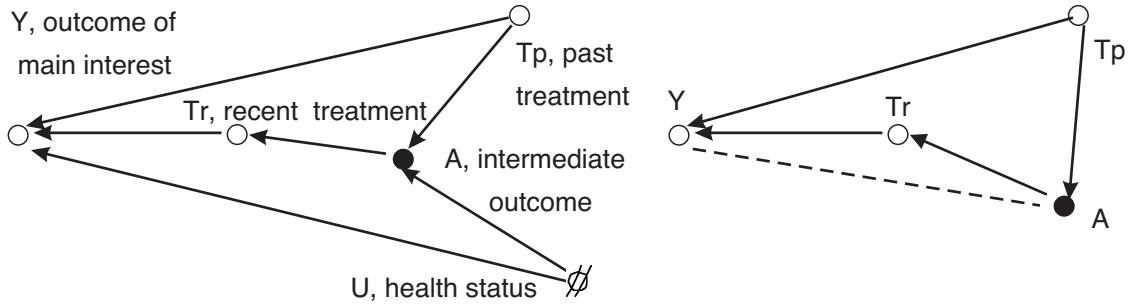 Y, outcome of
main interest
Tp, past
treatment
Tr, recent treatment
A, intermediate
outcome
U, health status
Tp
Y
Tr
A